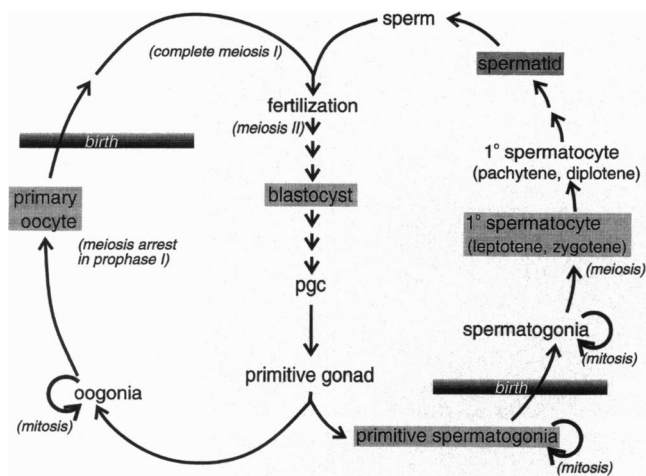 sperm
(complete meiosis I)
spermatid
fertilization
(meiosis II)
birth
1° spermatocyte
(pachytene, diplotene)
primary
oocyte
blastocyst
1° spermatocyte
(leptotene, zygotene)
(meiosis arrest
in prophase I)
(meiosis)
pgc
spermatogonia
(mitosis)
primitive gonad
birth
oogonia
(mitosis)
primitive spermatogonia
(mitosis)